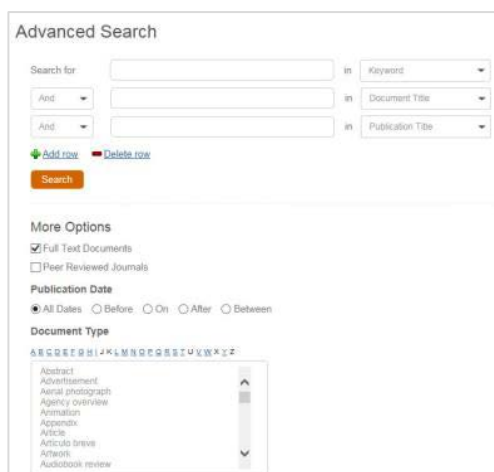 Advanced Search
Search for in Keyword
And in Document Title
And in Publication Title
Add row Delete row
Search
More Options
Full Text Documents
Peer Reviewed Journals
Publication Date
All Dates Before On After Between
Document Type
A B C D E F G H I J K L M N O P Q R S T U V W X Y Z
Abstract
Advertisement
Aerial photograph
Agency overview
Animation
Appendix
Article
Articulo breve
Artwork
Audiobook review